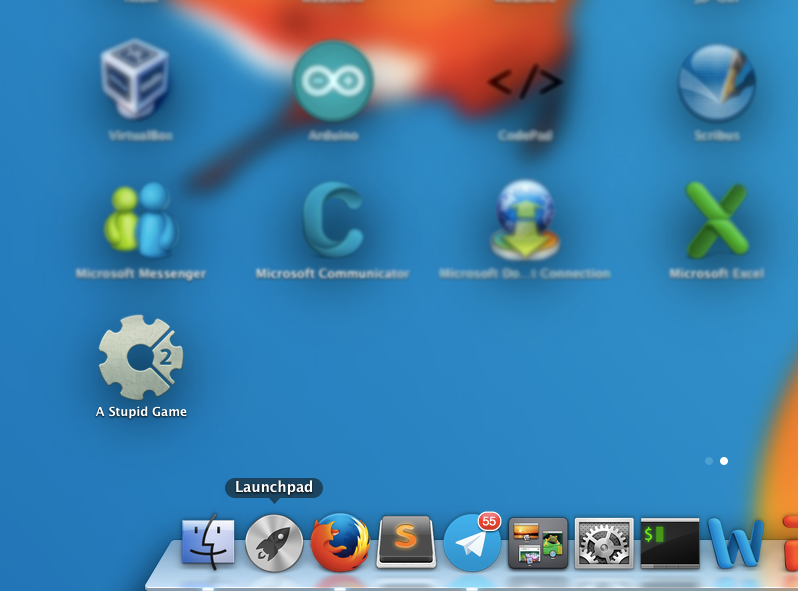 VirtualBox
Arduino
</>
CodePad
Scribus
Microsoft Messenger
Microsoft Communicator
Microsoft Do...t Connection
Microsoft Excel
2
A Stupid Game
Launchpad
S
55
$
W